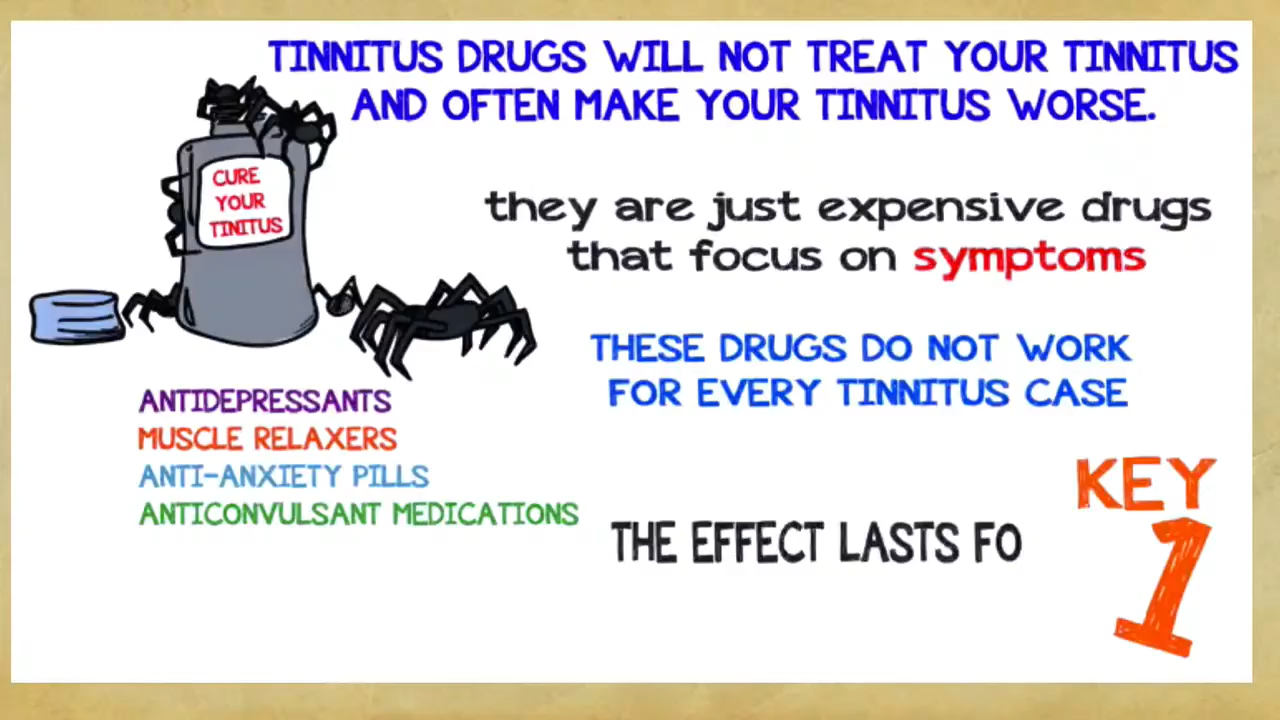 TINNITUS DRUGS WILL NOT TREAT YOUR TINNITUS
AND OFTEN MAKE YOUR TINNITUS WORSE.
CURE
YOUR
TINITUS
they are just expensive drugs
that focus on symptoms
THESE DRUGS DO NOT WORK
FOR EVERY TINNITUS CASE
ANTIDEPRESSANTS
MUSCLE RELAXERS
ANTI-ANXIETY PILLS
ANTICONVULSANT MEDICATIONS
THE EFFECT LASTS FO
KEY
1